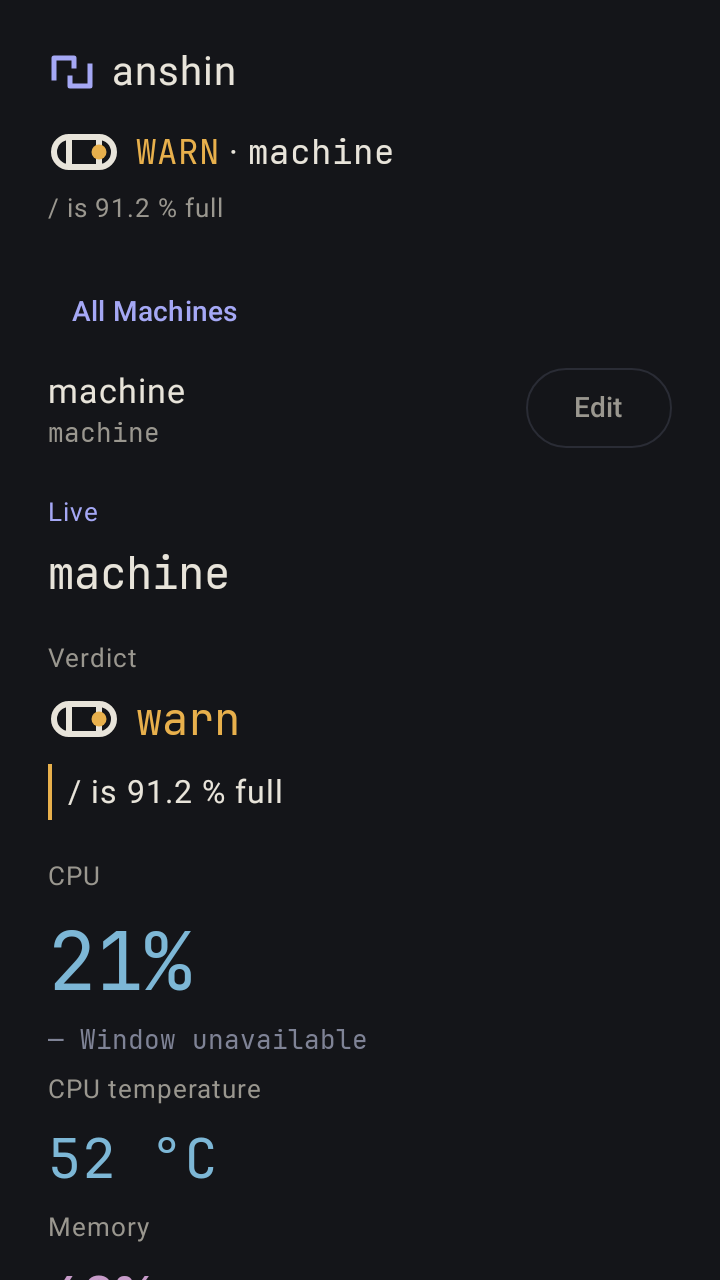 anshin
WARN · machine
/ is 91.2 % full
All Machines
machine
Edit
machine
Live
machine
Verdict
warn
/ is 91.2 % full
CPU
21%
— Window unavailable
CPU temperature
52 °C
Memory